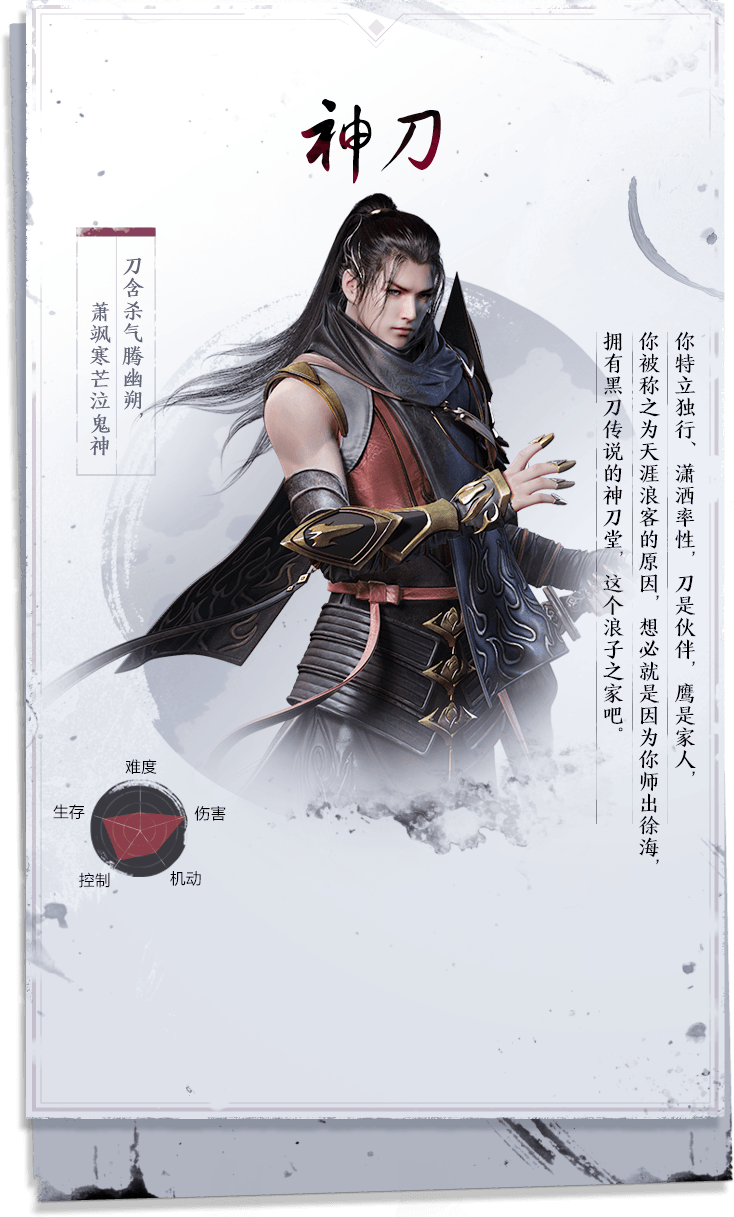 神刀
你特立独行、潇洒率性，刀是伙伴，鹰是家人，
你被称之为天涯浪客的原因，想必就是因为你师出徐海，
拥有黑刀传说的神刀堂，这个浪子之家吧。
刀含杀气腾幽朔，
萧飒寒芒泣鬼神
难度
生存
伤害
控制
机动